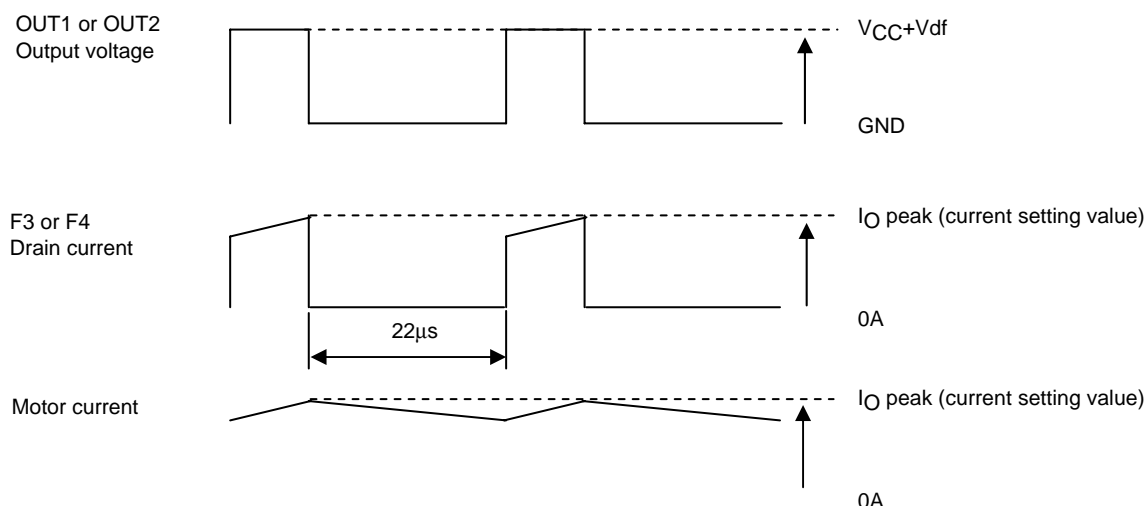 OUT1 or OUT2
Output voltage
VCC+Vdf
GND
F3 or F4
Drain current
IO peak (current setting value)
0A
22μs
Motor current
IO peak (current setting value)
0A